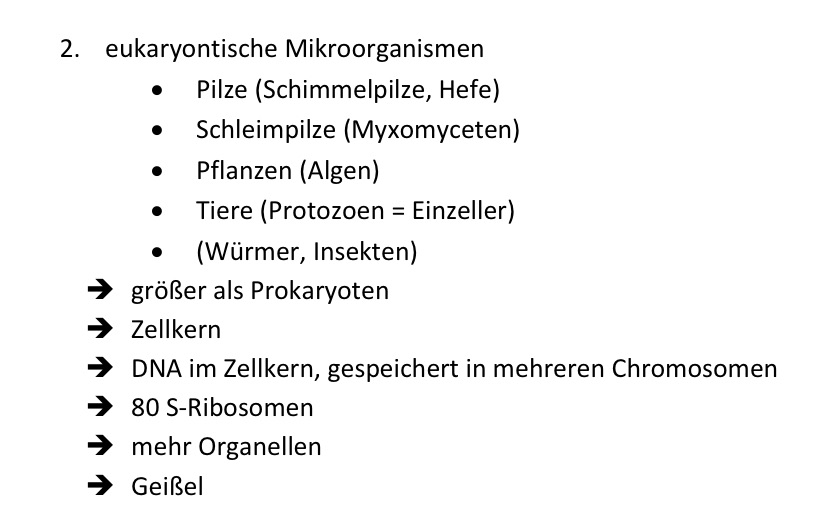 2. eukaryontische Mikroorganismen
• Pilze (Schimmelpilze, Hefe)
• Schleimpilze (Myxomyceten)
• Pflanzen (Algen)
• Tiere (Protozoen = Einzeller)
• (Würmer, Insekten)
➔ größer als Prokaryoten
➔ Zellkern
➔ DNA im Zellkern, gespeichert in mehreren Chromosomen
➔ 80 S-Ribosomen
➔ mehr Organellen
➔ Geißel